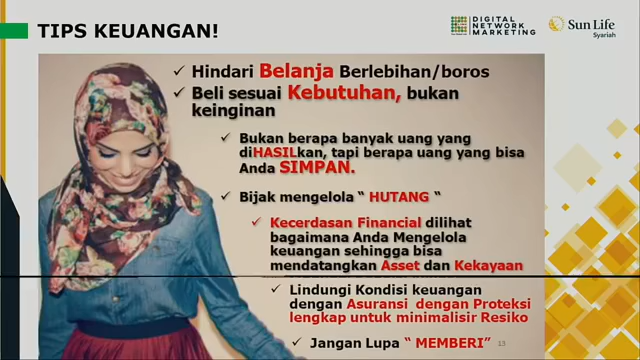 TIPS KEUANGAN!
DIGITAL
NETWORK
MARKETING
Sun Life
Syariah
✓ Hindari Belanja Berlebihan/boros
✓ Beli sesuai Kebutuhan, bukan
keinginan
✓ Bukan berapa banyak uang yang
diHASILkan, tapi berapa uang yang bisa
Anda SIMPAN.
✓ Bijak mengelola “ HUTANG “
✓ Kecerdasan Financial dilihat
bagaimana Anda Mengelola
keuangan sehingga bisa
mendatangkan Asset dan Kekayaan
✓ Lindungi Kondisi keuangan
dengan Asuransi dengan Proteksi
lengkap untuk minimalisir Resiko
✓ Jangan Lupa “ MEMBERI” 13